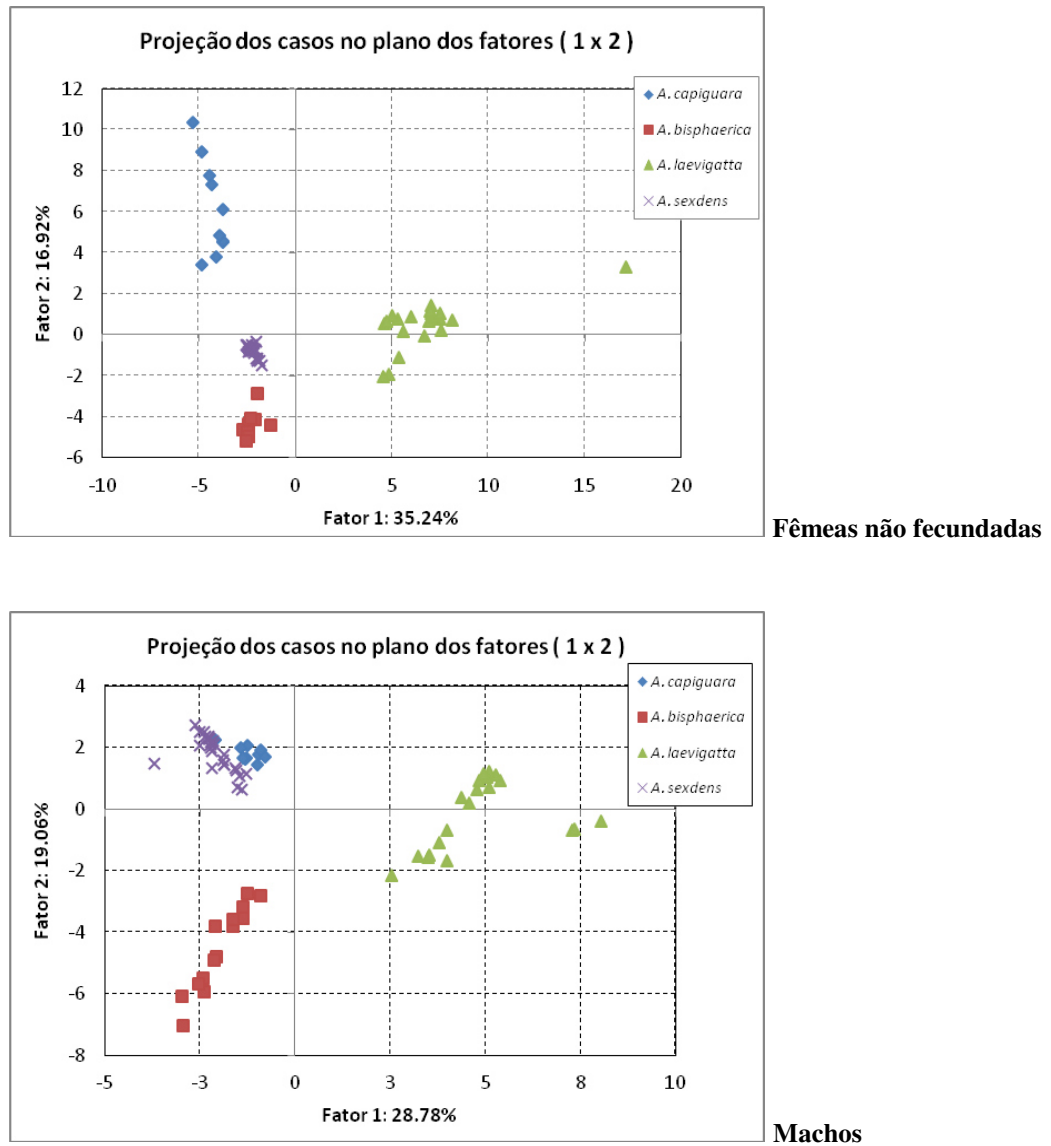 Projeção dos casos no plano dos fatores ( 1 x 2 )
12
10
8
6
4
2
0
-2
-4
-6
-10
-5
0
5
10
15
20
Fator 2: 16.92%
Fator 1: 35.24%
A. capiguara
A. bisphaerica
A. laevigatta
A. sexdens
Fêmeas não fecundadas
Projeção dos casos no plano dos fatores ( 1 x 2 )
4
2
0
-2
-4
-6
-8
-5
-3
0
3
5
8
10
Fator 2: 19.06%
Fator 1: 28.78%
A. capiguara
A. bisphaerica
A. laevigatta
A. sexdens
Machos